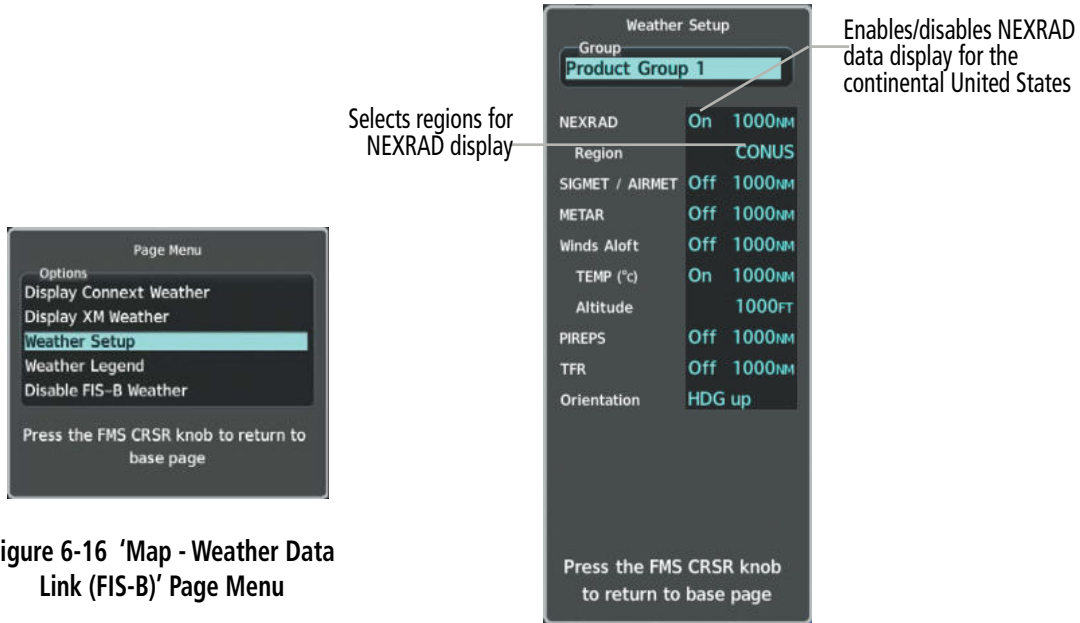 Page Menu
Options
Display Connext Weather
Display XM Weather
Weather Setup
Weather Legend
Disable FIS-B Weather
Press the FMS CRSR knob to return to
base page
igure 6-16 ‘Map - Weather Data
Link (FIS-B)’ Page Menu
Selects regions for
NEXRAD display
Weather Setup
Group
Product Group 1
NEXRAD On 1000NM
Region CONUS
SIGMET / AIRMET Off 1000NM
METAR Off 1000NM
Winds Aloft Off 1000NM
TEMP (°C) On 1000NM
Altitude 1000FT
PIREPS Off 1000NM
TFR Off 1000NM
Orientation HDG up
Press the FMS CRSR knob
to return to base page
Enables/disables NEXRAD
data display for the
continental United States